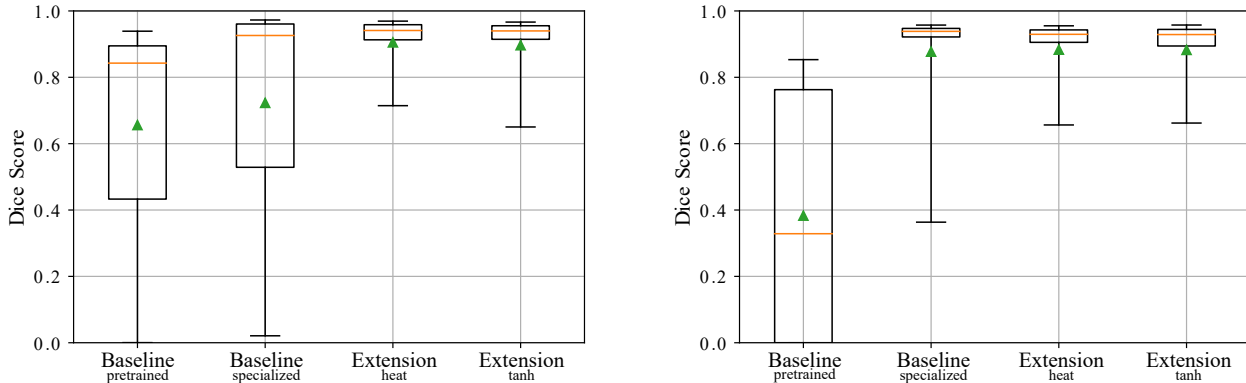 1.0
0.8
0.6
0.4
0.2
0.0
Dice Score
Baseline Baseline Extension Extension
pretrained specialized heat tanh
1.0
0.8
0.6
0.4
0.2
0.0
Dice Score
Baseline Baseline Extension Extension
pretrained specialized heat tanh